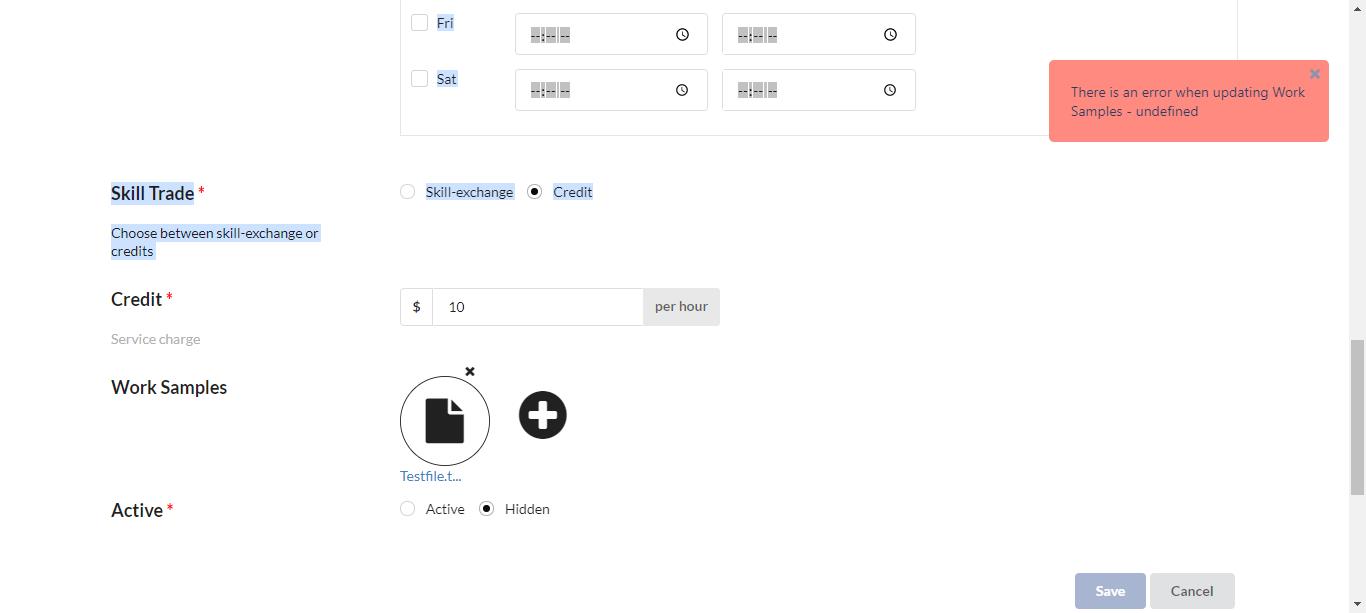 Fri
--:-- --
--:-- --
Sat
--:-- --
--:-- --
There is an error when updating Work
Samples - undefined
Skill Trade *
Skill-exchange
Credit
Choose between skill-exchange or
credits
Credit *
$
10
per hour
Service charge
Work Samples
Testfile.t...
Active *
Active
Hidden
Save
Cancel